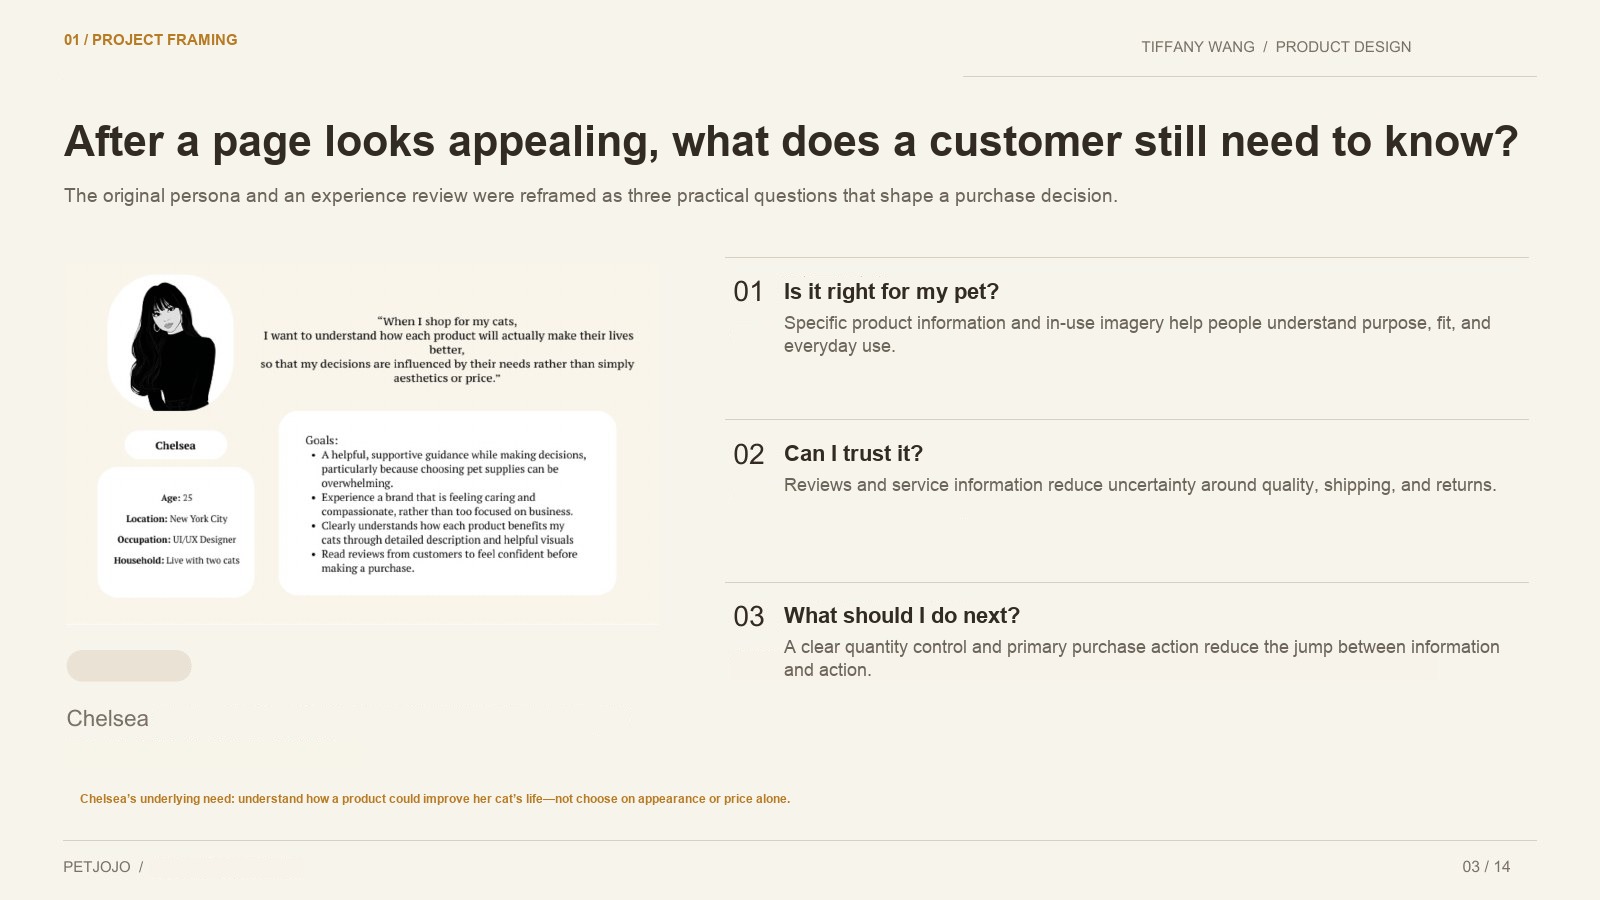 01 / PROJECT FRAMING
TIFFANY WANG / PRODUCT DESIGN
After a page looks appealing, what does a customer still need to know?
The original persona and an experience review were reframed as three practical questions that shape a purchase decision.
“When I shop for my cats,
I want to understand how each product will actually make their lives
better,
so that my decisions are influenced by their needs rather than simply
aesthetics or price.”
Chelsea
Age: 25
Location: New York City
Occupation: UI/UX Designer
Household: Live with two cats
Goals:
• A helpful, supportive guidance while making decisions,
particularly because choosing pet supplies can be
overwhelming.
• Experience a brand that is feeling caring and
compassionate, rather than too focused on business.
• Clearly understands how each product benefits my
cats through detailed description and helpful visuals
• Read reviews from customers to feel confident before
making a purchase.
01 Is it right for my pet?
Specific product information and in-use imagery help people understand purpose, fit, and
everyday use.
02 Can I trust it?
Reviews and service information reduce uncertainty around quality, shipping, and returns.
03 What should I do next?
A clear quantity control and primary purchase action reduce the jump between information
and action.
Chelsea
Chelsea’s underlying need: understand how a product could improve her cat’s life—not choose on appearance or price alone.
PETJOJO /
03 / 14